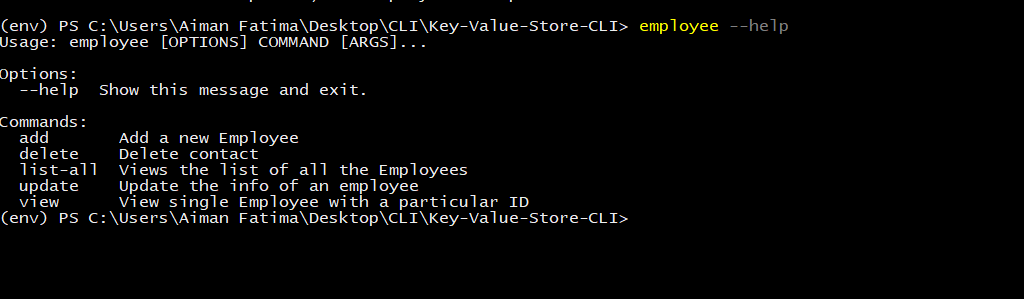 (env) PS C:\Users\Aiman Fatima\Desktop\CLI\Key-Value-Store-CLI> employee --help
Usage: employee [OPTIONS] COMMAND [ARGS]...
Options:
  --help  Show this message and exit.
Commands:
  add       Add a new Employee
  delete    Delete contact
  list-all  Views the list of all the Employees
  update    Update the info of an employee
  view      View single Employee with a particular ID
(env) PS C:\Users\Aiman Fatima\Desktop\CLI\Key-Value-Store-CLI>